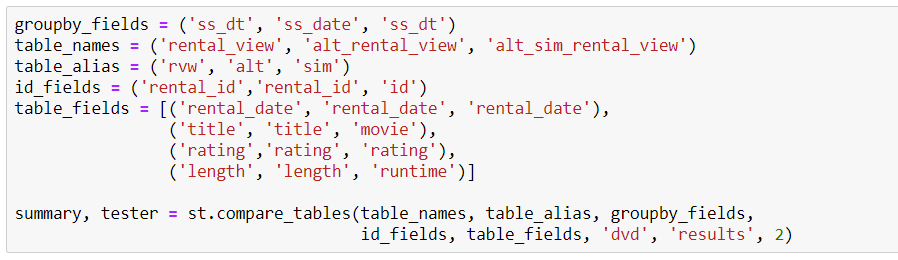 groupby_fields = ('ss_dt', 'ss_date', 'ss_dt')
table_names = ('rental_view', 'alt_rental_view', 'alt_sim_rental_view')
table_alias = ('rvw', 'alt', 'sim')
id_fields = ('rental_id','rental_id', 'id')
table_fields = [('rental_date', 'rental_date', 'rental_date'),
                ('title', 'title', 'movie'),
                ('rating','rating', 'rating'),
                ('length', 'length', 'runtime')]

summary, tester = st.compare_tables(table_names, table_alias, groupby_fields,
                                    id_fields, table_fields, 'dvd', 'results', 2)